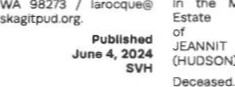 WA 98273 / larocque@
skagitpud.org.
Published
June 4, 2024
SVH
In the M
Estate
of
JEANNIT
(HUDSON)
Deceased.